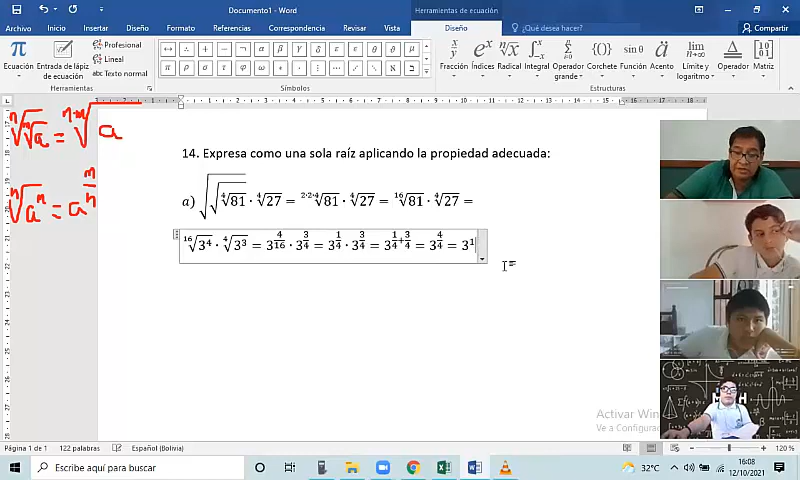 Documento1 - Word
Herramientas de ecuación
Archivo Inicio Insertar Dibujar Formato Referencias Correspondencia Revisar Vista Diseño ¿Qué desea hacer? Compartir
π Ecuación
Entrada de lápiz de ecuación
Profesional
Lineal
abc Texto normal
Fracción Índices Radical Integral Operador grande Corchete Función Acento Límite y logaritmo Operador Matriz
Herramientas Símbolos Estructuras
ⁿ√ᵐ√a = ⁿ·ᵐ√a
ⁿ√aᵐ = a^(m/n)
14. Expresa como una sola raíz aplicando la propiedad adecuada:
a) √√⁴√81 · ⁴√27 = ²·²·⁴√81 · ⁴√27 = ¹⁶√81 · ⁴√27 =
¹⁶√3⁴ · ⁴√3³ = 3^(4/16) · 3^(3/4) = 3^(1/4) · 3^(3/4) = 3^(1/4+3/4) = 3^(4/4) = 3¹
Activar Win
Ve a Configurac
Página 1 de 1 122 palabras Español (Bolivia) 120 %
Escribe aquí para buscar
32°C
16:08
12/10/2021